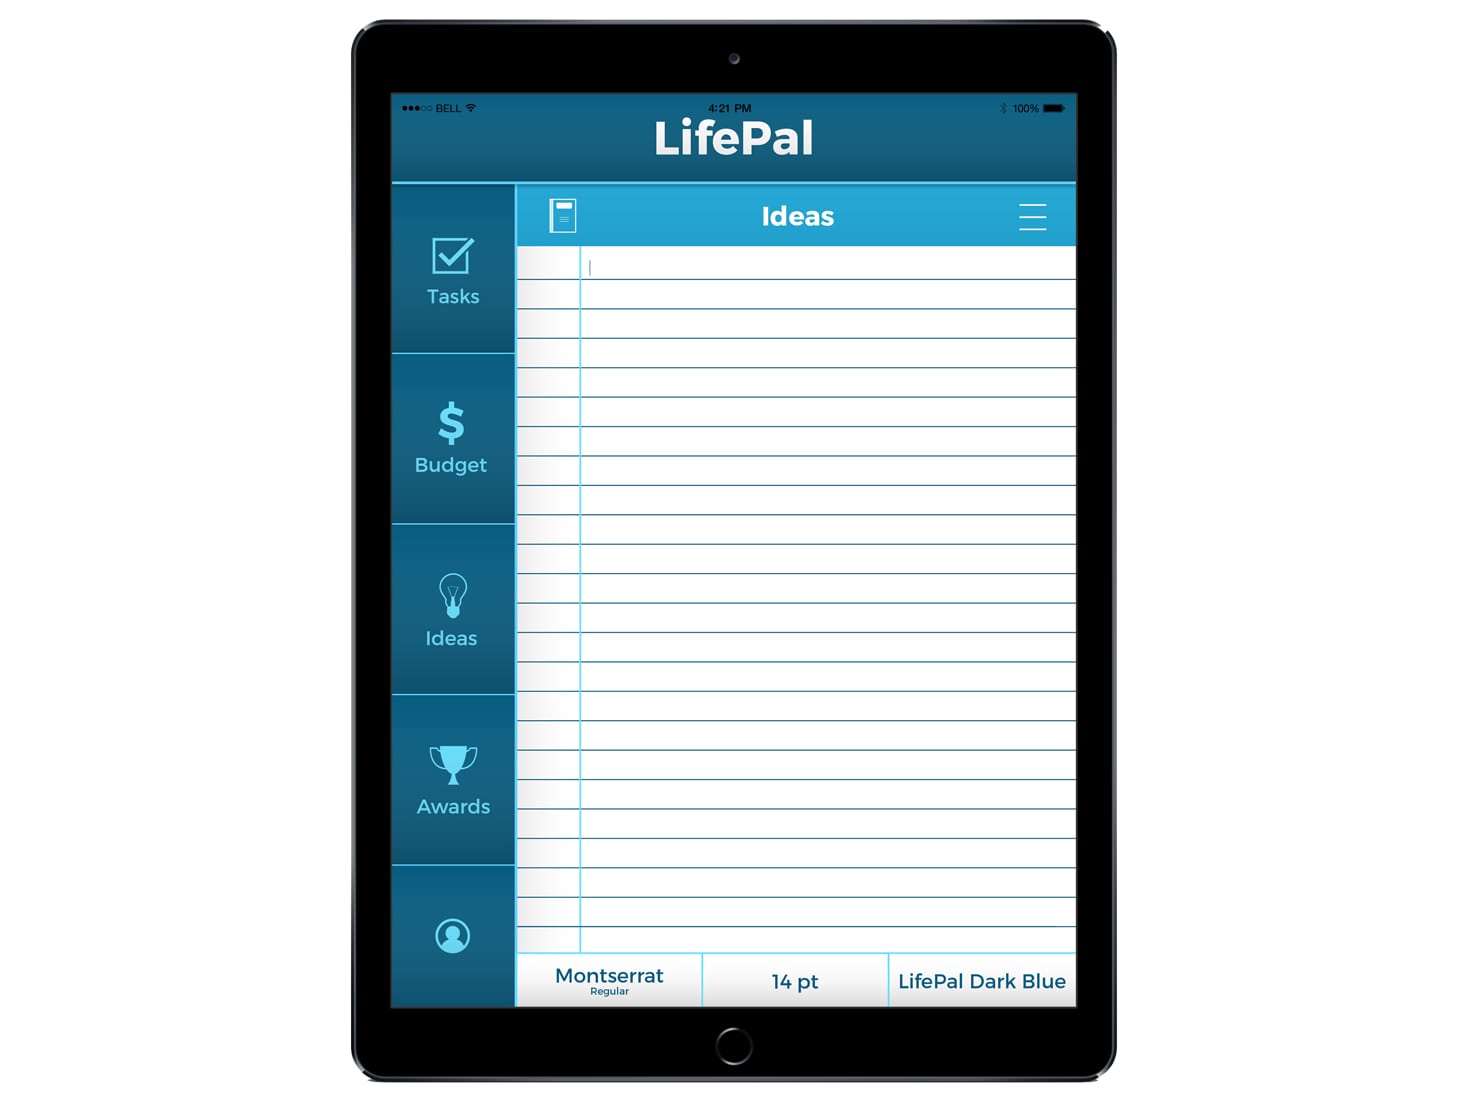 BELL 4:21 PM 100%
LifePal
Ideas
Tasks
Budget
Ideas
Awards
Montserrat
Regular
14 pt
LifePal Dark Blue